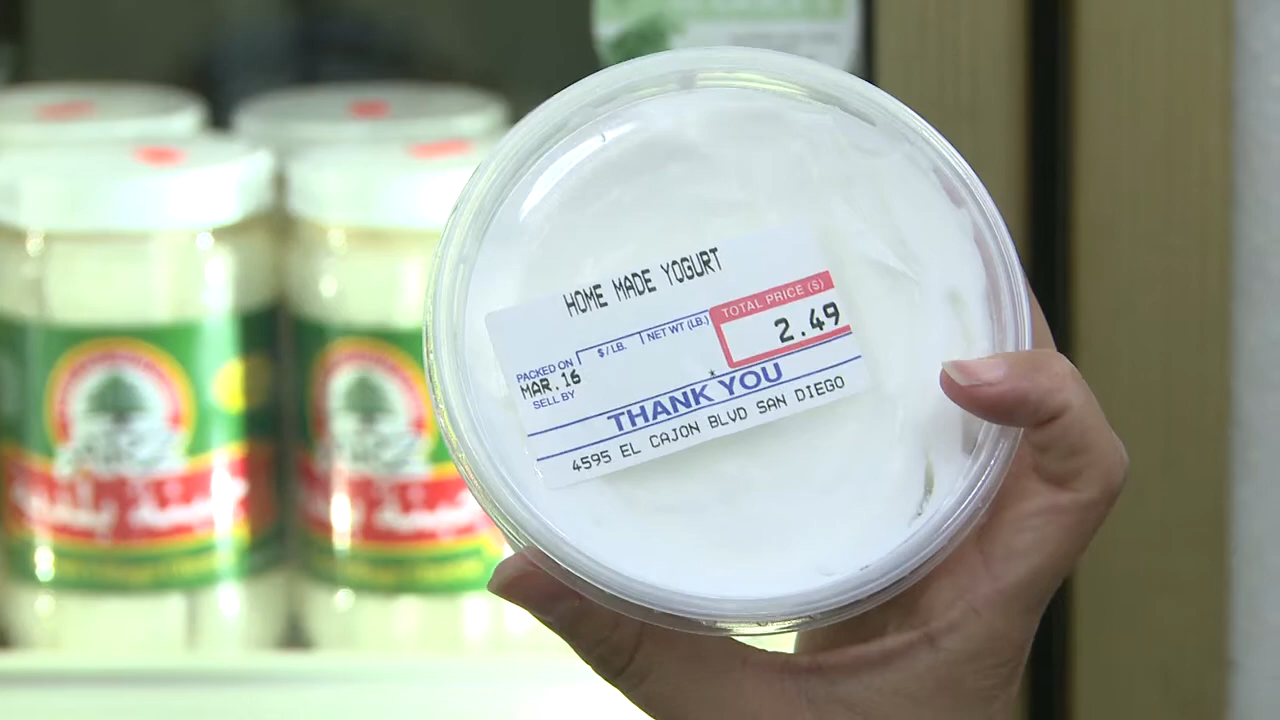 HOME MADE YOGURT
TOTAL PRICE ($)
2.49
PACKED ON
$ / LB.
NET WT (LB.)
MAR.16
SELL BY
THANK YOU
4595 EL CAJON BLVD SAN DIEGO